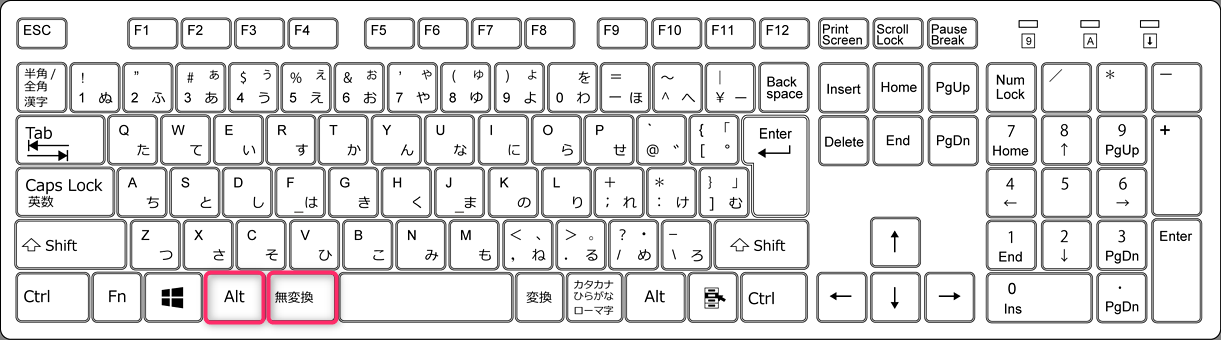 ESC F1 F2 F3 F4 F5 F6 F7 F8 F9 F10 F11 F12 Print Screen Scroll Lock Pause Break 9 A
半角/全角 漢字 ! 1 ぬ " 2 ふ # ぁ 3 あ $ ぅ 4 う % ぇ 5 え & ぉ 6 お ' ゃ 7 や ( ゅ 8 ゆ ) ょ 9 よ を 0 わ = - ほ ~ ^ へ | ¥ ー Back space Insert Home PgUp Num Lock / * -
Tab Q た W て E い R す T か Y ん U な I に O ら P せ ` @ ゛ { 「 [ ゜ Enter Delete End PgDn 7 Home 8 ↑ 9 PgUp +
Caps Lock 英数 A ち S と D し F _は G き H く J _ま K の L り + ; れ * : け } 」 ] む 4 ← 5 6 →
Shift Z つ X さ C そ V ひ B こ N み M も < 、 , ね > 。 . る ? ・ / め _ \ ろ Shift ↑ 1 End 2 ↓ 3 PgDn Enter
Ctrl Fn Alt 無変換 変換 カタカナ ひらがな ローマ字 Alt Ctrl ← ↓ → 0 Ins . PgDn